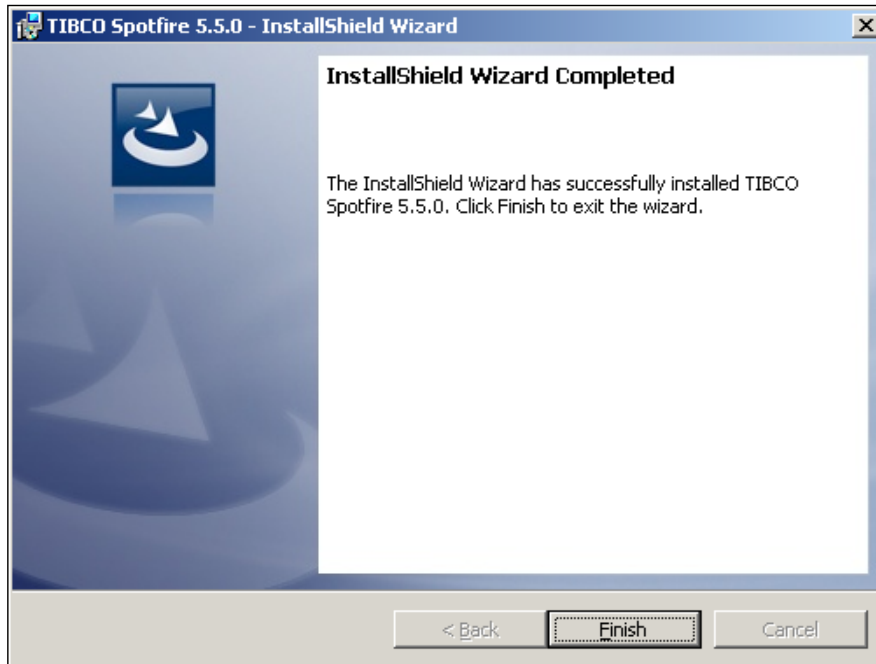 TIBCO Spotfire 5.5.0 - InstallShield Wizard
InstallShield Wizard Completed
The InstallShield Wizard has successfully installed TIBCO
Spotfire 5.5.0. Click Finish to exit the wizard.
< Back
Finish
Cancel